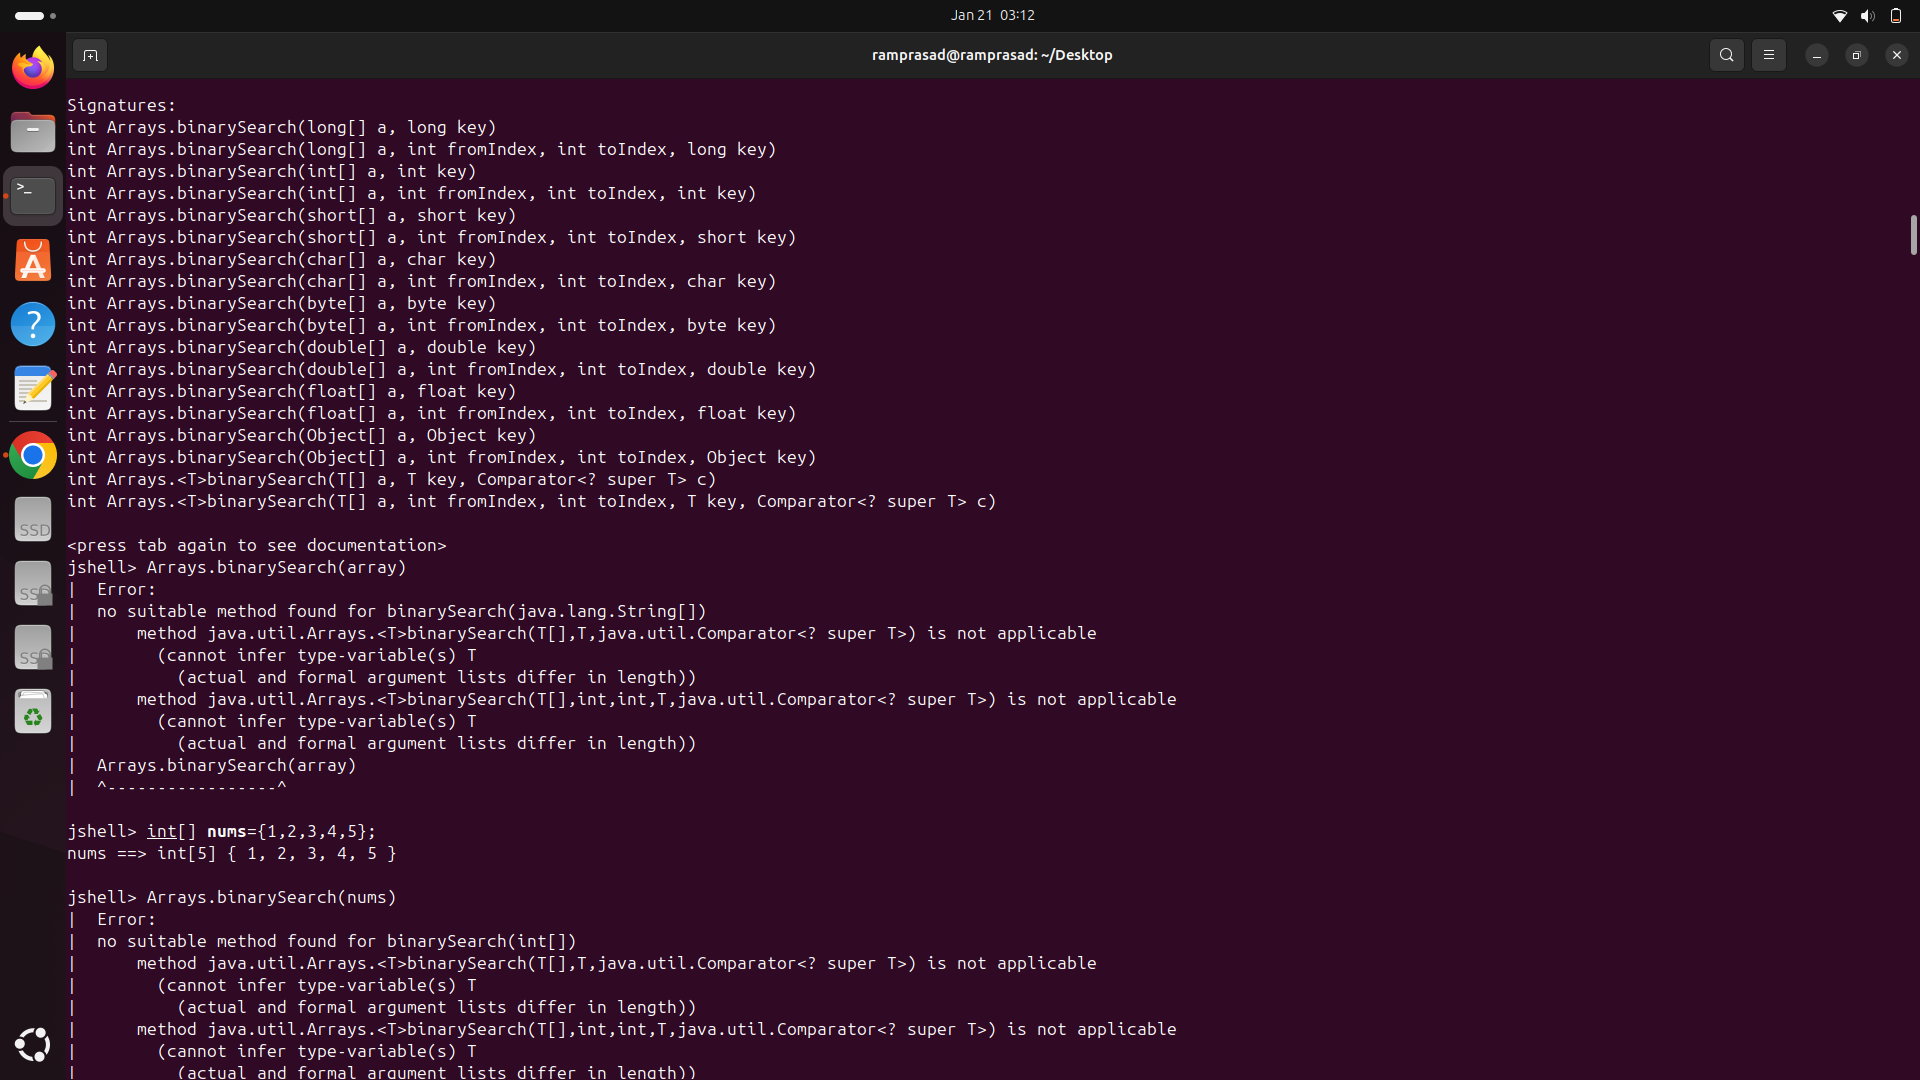 Jan 21 03:12
ramprasad@ramprasad: ~/Desktop
Signatures:
int Arrays.binarySearch(long[] a, long key)
int Arrays.binarySearch(long[] a, int fromIndex, int toIndex, long key)
int Arrays.binarySearch(int[] a, int key)
int Arrays.binarySearch(int[] a, int fromIndex, int toIndex, int key)
int Arrays.binarySearch(short[] a, short key)
int Arrays.binarySearch(short[] a, int fromIndex, int toIndex, short key)
int Arrays.binarySearch(char[] a, char key)
int Arrays.binarySearch(char[] a, int fromIndex, int toIndex, char key)
int Arrays.binarySearch(byte[] a, byte key)
int Arrays.binarySearch(byte[] a, int fromIndex, int toIndex, byte key)
int Arrays.binarySearch(double[] a, double key)
int Arrays.binarySearch(double[] a, int fromIndex, int toIndex, double key)
int Arrays.binarySearch(float[] a, float key)
int Arrays.binarySearch(float[] a, int fromIndex, int toIndex, float key)
int Arrays.binarySearch(Object[] a, Object key)
int Arrays.binarySearch(Object[] a, int fromIndex, int toIndex, Object key)
int Arrays.<T>binarySearch(T[] a, T key, Comparator<? super T> c)
int Arrays.<T>binarySearch(T[] a, int fromIndex, int toIndex, T key, Comparator<? super T> c)

<press tab again to see documentation>
jshell> Arrays.binarySearch(array)
|  Error:
|  no suitable method found for binarySearch(java.lang.String[])
|      method java.util.Arrays.<T>binarySearch(T[],T,java.util.Comparator<? super T>) is not applicable
|        (cannot infer type-variable(s) T
|          (actual and formal argument lists differ in length))
|      method java.util.Arrays.<T>binarySearch(T[],int,int,T,java.util.Comparator<? super T>) is not applicable
|        (cannot infer type-variable(s) T
|          (actual and formal argument lists differ in length))
|  Arrays.binarySearch(array)
|  ^-----------------^

jshell> int[] nums={1,2,3,4,5};
nums ==> int[5] { 1, 2, 3, 4, 5 }

jshell> Arrays.binarySearch(nums)
|  Error:
|  no suitable method found for binarySearch(int[])
|      method java.util.Arrays.<T>binarySearch(T[],T,java.util.Comparator<? super T>) is not applicable
|        (cannot infer type-variable(s) T
|          (actual and formal argument lists differ in length))
|      method java.util.Arrays.<T>binarySearch(T[],int,int,T,java.util.Comparator<? super T>) is not applicable
|        (cannot infer type-variable(s) T
|          (actual and formal argument lists differ in length))
SSD
SSD
SSD